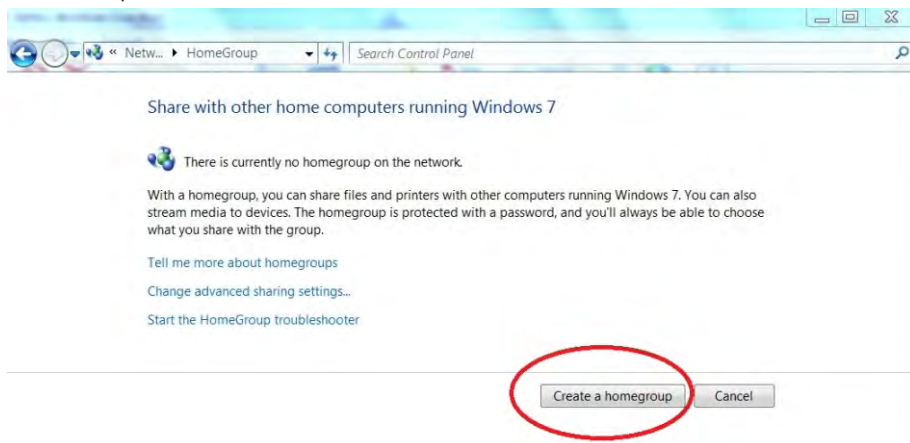 « Netw... ▸ HomeGroup Search Control Panel
Share with other home computers running Windows 7
There is currently no homegroup on the network.
With a homegroup, you can share files and printers with other computers running Windows 7. You can also
stream media to devices. The homegroup is protected with a password, and you'll always be able to choose
what you share with the group.
Tell me more about homegroups
Change advanced sharing settings...
Start the HomeGroup troubleshooter
Create a homegroup Cancel